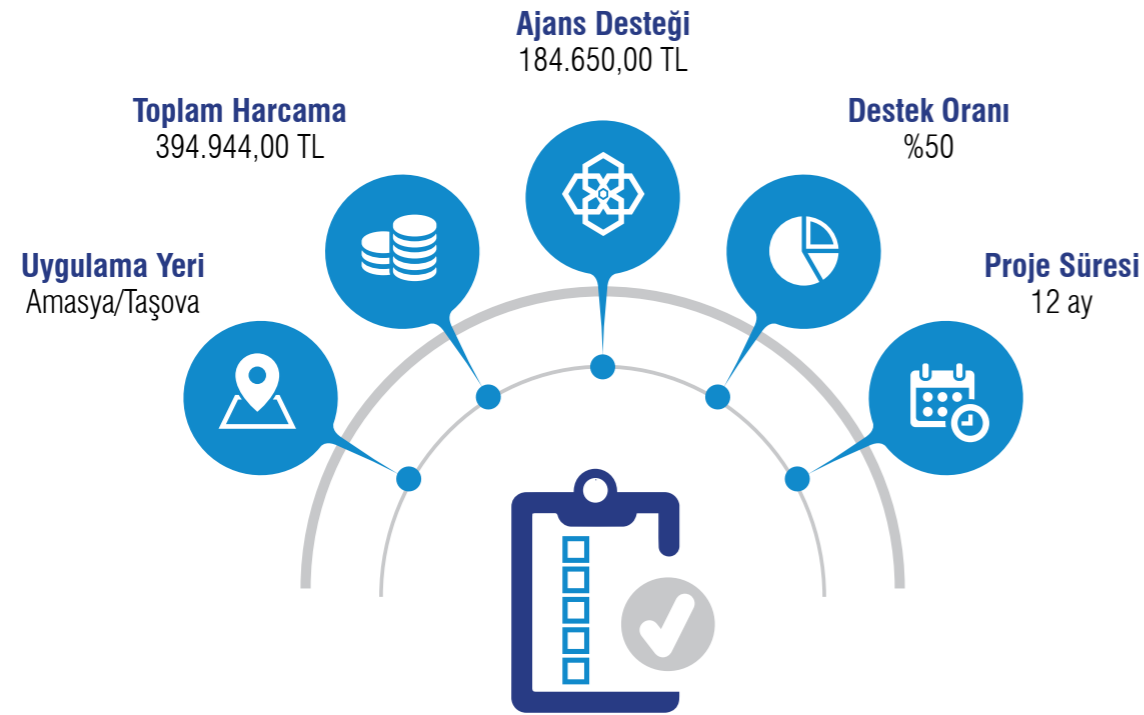 Ajans Desteği
184.650,00 TL
Toplam Harcama
394.944,00 TL
Destek Oranı
%50
Uygulama Yeri
Amasya/Taşova
Proje Süresi
12 ay